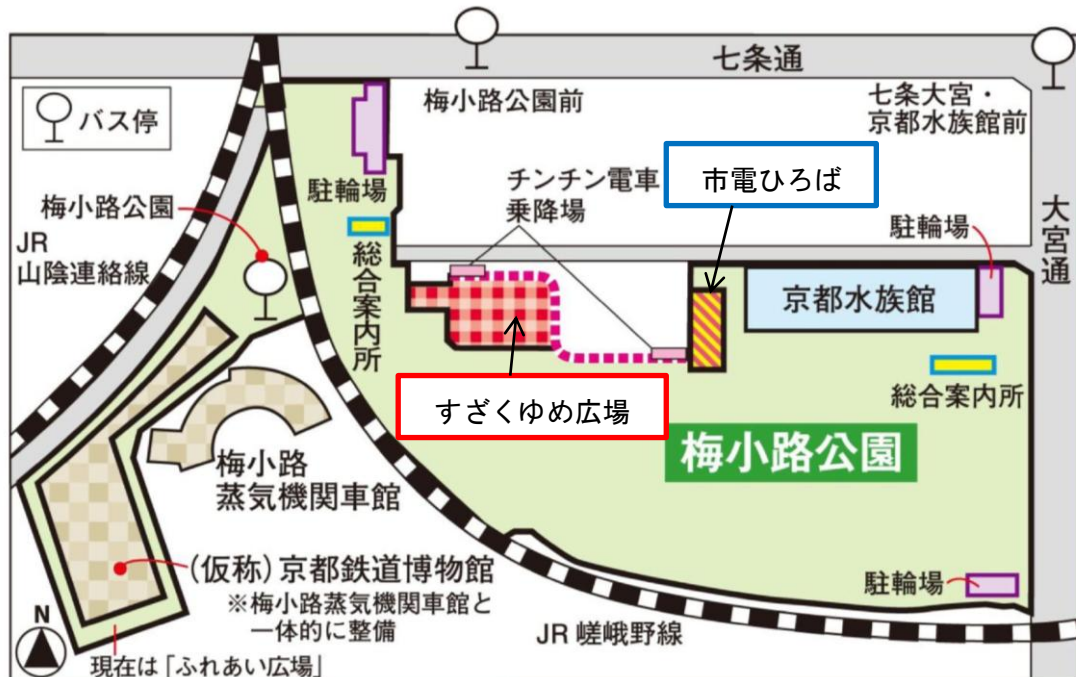 七条通
バス停
梅小路公園前
七条大宮・
京都水族館前
チンチン電車
乗降場
市電ひろば
駐輪場
梅小路公園
JR
山陰連絡線
総合案内所
駐輪場
大宮通
京都水族館
すざくゆめ広場
総合案内所
梅小路公園
梅小路
蒸気機関車館
(仮称)京都鉄道博物館
※梅小路蒸気機関車館と
一体的に整備
駐輪場
JR 嵯峨野線
N
現在は「ふれあい広場」